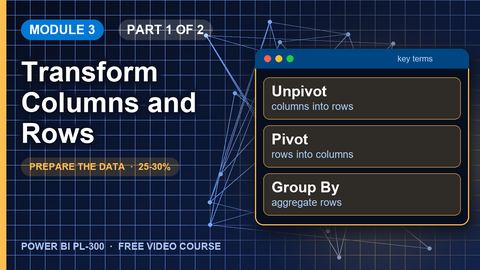 MODULE 3
PART 1 OF 2
Transform
Columns and
Rows
PREPARE THE DATA · 25-30%
POWER BI PL-300 · FREE VIDEO COURSE
key terms
Unpivot
columns into rows
Pivot
rows into columns
Group By
aggregate rows